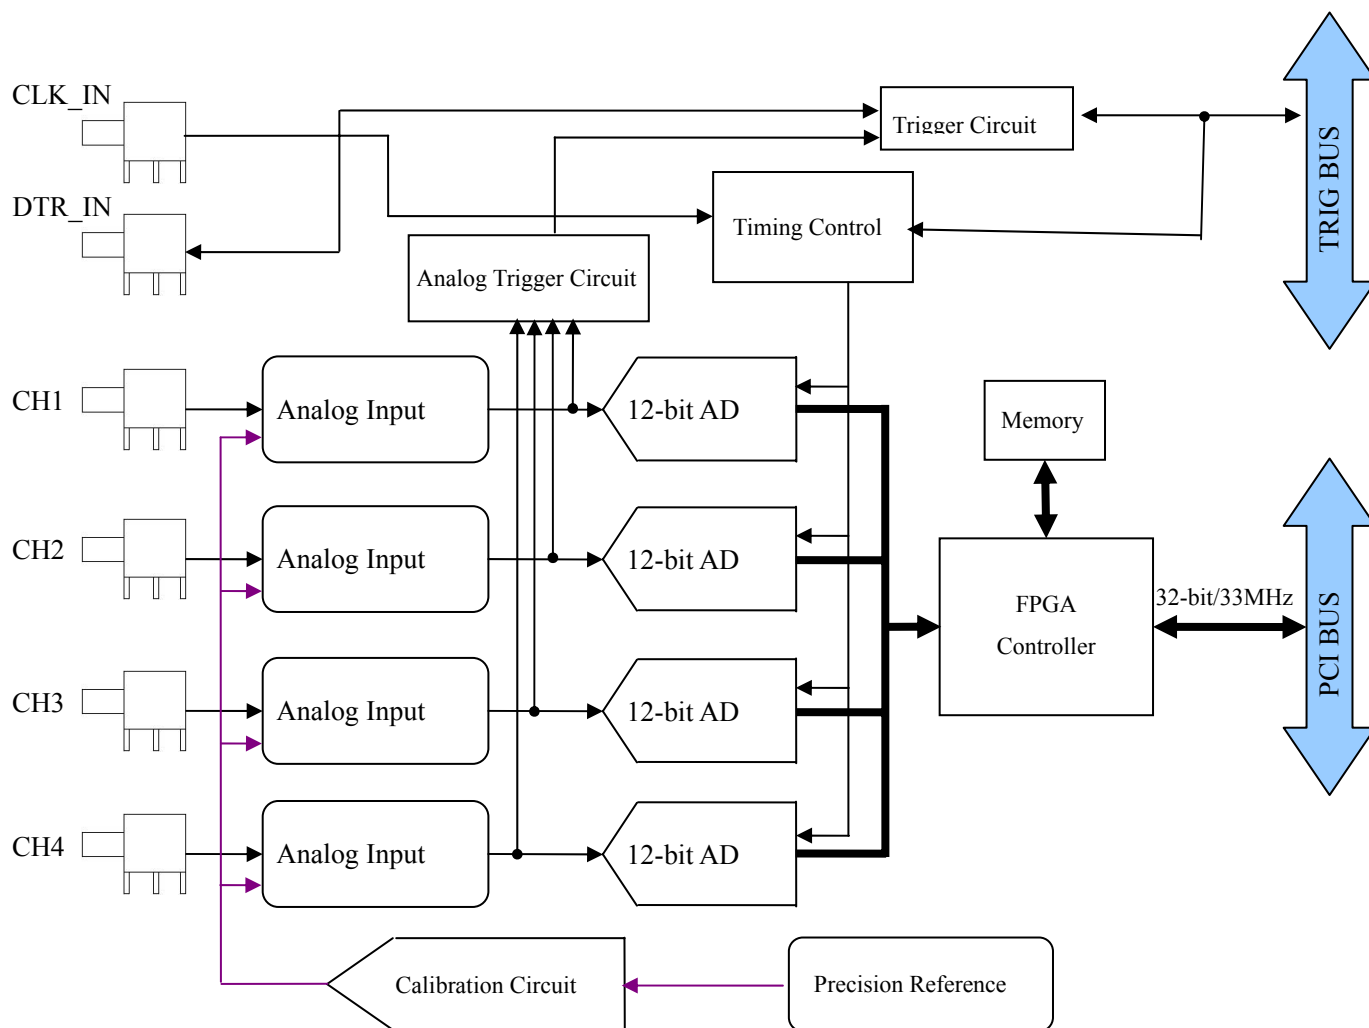 CLK_IN
Trigger Circuit
TRIG BUS
DTR_IN
Timing Control
Analog Trigger Circuit
CH1
Analog Input
12-bit AD
Memory
CH2
Analog Input
12-bit AD
FPGA
Controller
32-bit/33MHz
PCI BUS
CH3
Analog Input
12-bit AD
CH4
Analog Input
12-bit AD
Calibration Circuit
Precision Reference